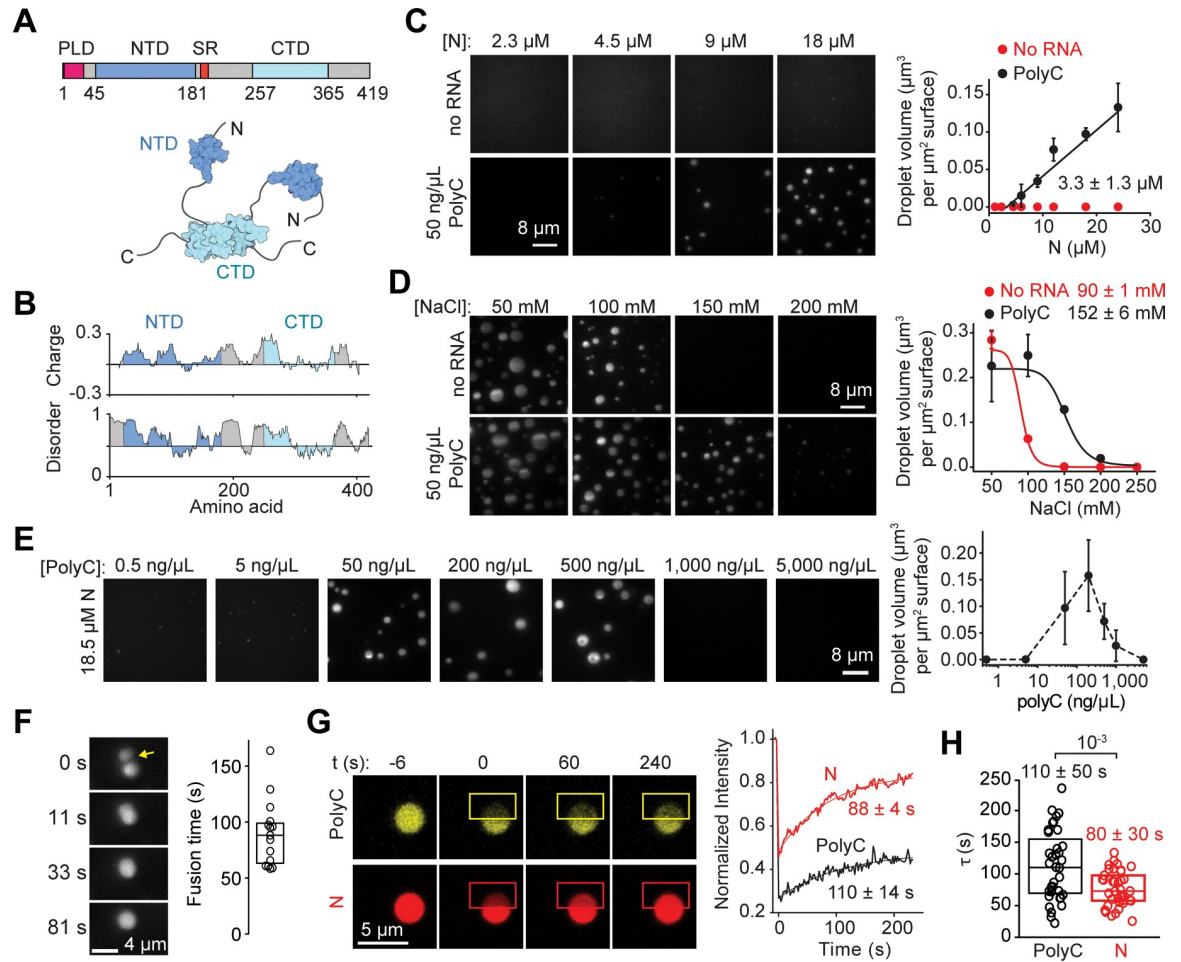 A
PLD NTD SR CTD
1 45 181 257 365 419
N
NTD
N
C
C
CTD
B
NTD CTD
0.3
Charge
-0.3
1
Disorder
0
1 200 400
Amino acid
C
[N]: 2.3 µM 4.5 µM 9 µM 18 µM
no RNA
50 ng/µL
PolyC
8 µm
No RNA
PolyC
Droplet volume (µm³
per µm² surface)
0.15
0.10
0.05
0.00
3.3 ± 1.3 µM
0 10 20 30
N (µM)
D
[NaCl]: 50 mM 100 mM 150 mM 200 mM
no RNA
8 µm
50 ng/µL
PolyC
No RNA 90 ± 1 mM
PolyC 152 ± 6 mM
Droplet volume (µm³
per µm² surface)
0.3
0.2
0.1
0.0
50 100 150 200 250
NaCl (mM)
E
[PolyC]: 0.5 ng/µL 5 ng/µL 50 ng/µL 200 ng/µL 500 ng/µL 1,000 ng/µL 5,000 ng/µL
18.5 µM N
8 µm
Droplet volume (µm³
per µm² surface)
0.20
0.15
0.10
0.05
0.00
1 10 100 1,000
polyC (ng/µL)
F
0 s
11 s
33 s
81 s
4 µm
Fusion time (s)
150
100
50
0
G
t (s): -6 0 60 240
PolyC
N
5 µm
Normalized Intensity
1.0
0.8
0.6
0.4
0.2
N
88 ± 4 s
PolyC
110 ± 14 s
0 100 200
Time (s)
H
10⁻³
110 ± 50 s
80 ± 30 s
τ (s)
250
200
150
100
50
0
PolyC N